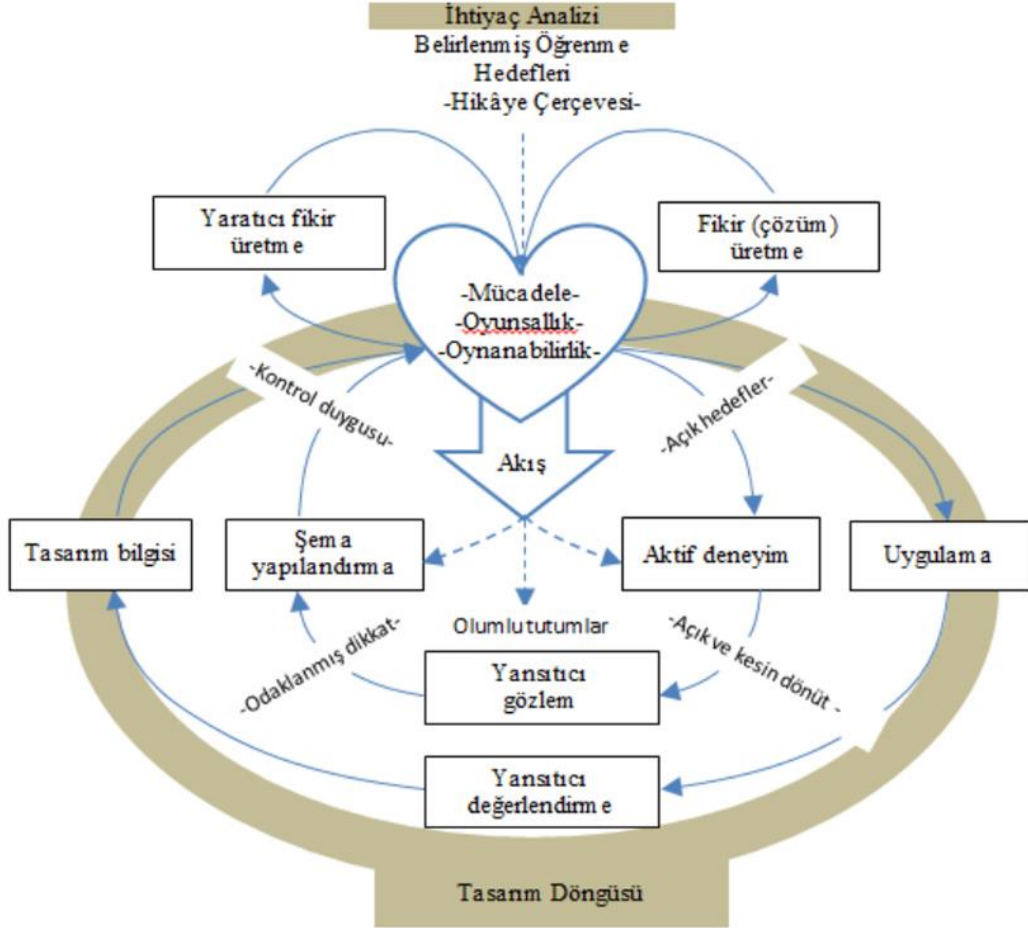 İhtiyaç Analizi
Belirlenmiş Öğrenme
Hedefleri
-Hikâye Çerçevesi-
Yaratıcı fikir
üretme
Fikir (çözüm)
üretme
-Mücadele-
-Oyunsallık-
-Oynanabilirlik-
-Kontrol duygusu-
-Açık hedefler-
Akış
Tasarım bilgisi
Şema
yapılandırma
Aktif deneyim
Uygulama
Olumlu tutumlar
-Odaklanmış dikkat-
-Açık ve kesin dönüt -
Yansıtıcı
gözlem
Yansıtıcı
değerlendirme
Tasarım Döngüsü